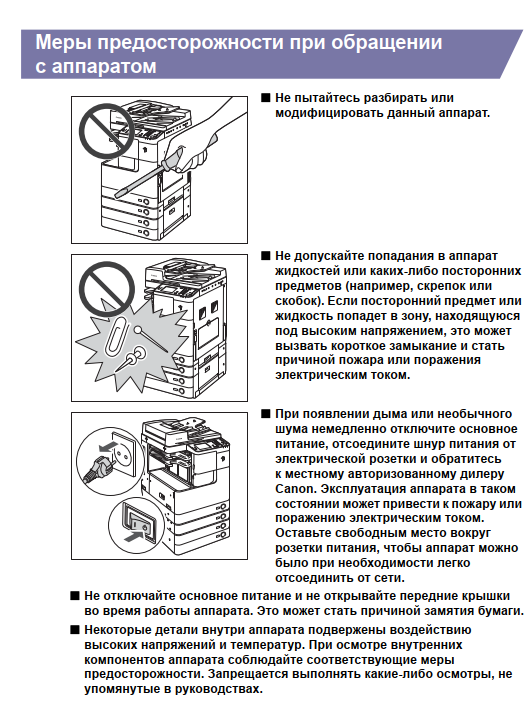 Меры предосторожности при обращении
с аппаратом
■ Не пытайтесь разбирать или
модифицировать данный аппарат.
■ Не допускайте попадания в аппарат
жидкостей или каких-либо посторонних
предметов (например, скрепок или
скобок). Если посторонний предмет или
жидкость попадет в зону, находящуюся
под высоким напряжением, это может
вызвать короткое замыкание и стать
причиной пожара или поражения
электрическим током.
■ При появлении дыма или необычного
шума немедленно отключите основное
питание, отсоедините шнур питания от
электрической розетки и обратитесь
к местному авторизованному дилеру
Canon. Эксплуатация аппарата в таком
состоянии может привести к пожару или
поражению электрическим током.
Оставьте свободным место вокруг
розетки питания, чтобы аппарат можно
было при необходимости легко
отсоединить от сети.
■ Не отключайте основное питание и не открывайте передние крышки
во время работы аппарата. Это может стать причиной замятия бумаги.
■ Некоторые детали внутри аппарата подвержены воздействию
высоких напряжений и температур. При осмотре внутренних
компонентов аппарата соблюдайте соответствующие меры
предосторожности. Запрещается выполнять какие-либо осмотры, не
упомянутые в руководствах.